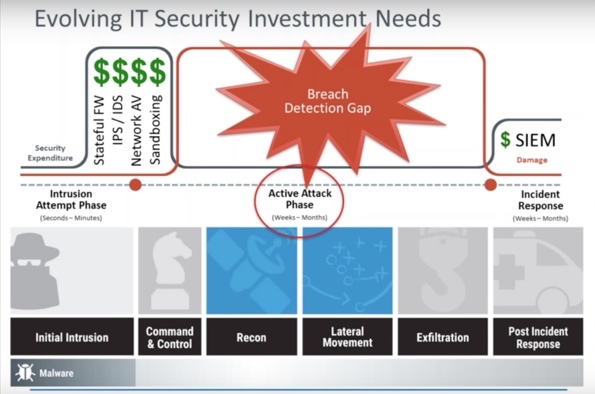 Evolving IT Security Investment Needs
$$$$
Stateful FW
IPS / IDS
Network AV
Sandboxing
Breach
Detection Gap
Security
Expenditure
$ SIEM
Damage
Intrusion
Attempt Phase
(Seconds – Minutes)
Active Attack
Phase
(Weeks – Months)
Incident
Response
(Weeks – Months)
Initial Intrusion
Command
& Control
Recon
Lateral
Movement
Exfiltration
Post Incident
Response
Malware